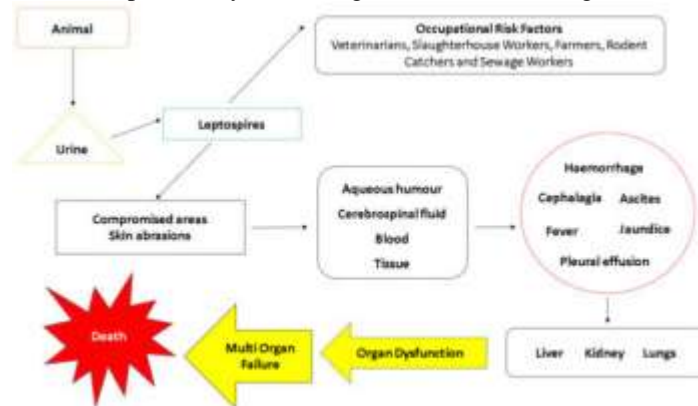 Animal
Occupational Risk Factors
Veterinarians, Slaughterhouse Workers, Farmers, Rodent
Catchers and Sewage Workers
Urine
Leptospires
Compromised areas
Skin abrasions
Aqueous humour
Cerebrospinal fluid
Blood
Tissue
Haemorrhage
Cephalagia Ascites
Fever Jaundice
Pleural effusion
Liver Kidney Lungs
Organ Dysfunction
Multi Organ
Failure
Death